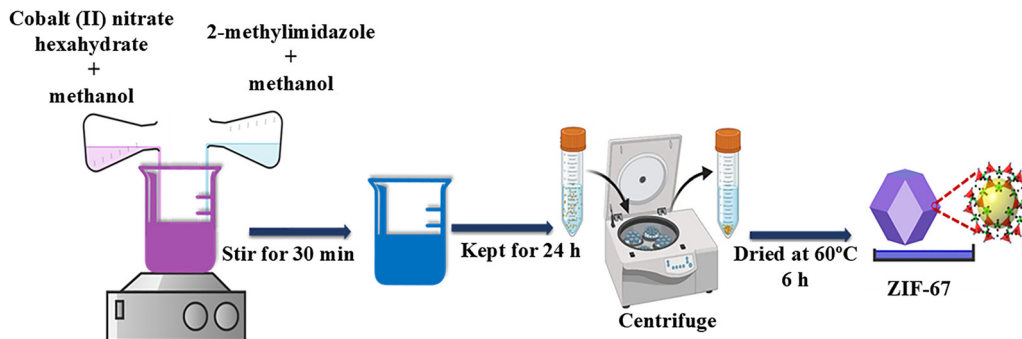 Cobalt (II) nitrate
hexahydrate
+
methanol
2-methylimidazole
+
methanol
Stir for 30 min
Kept for 24 h
Centrifuge
Dried at 60°C
6 h
ZIF-67